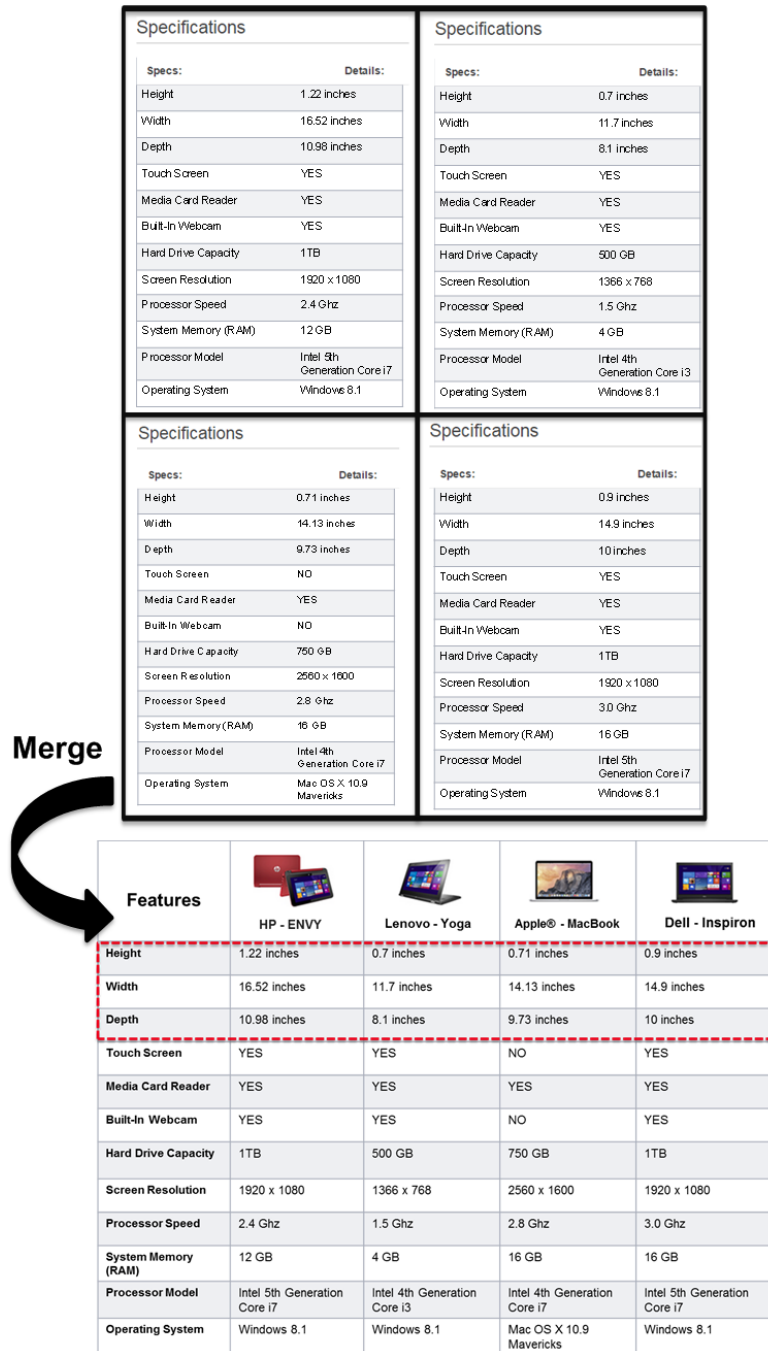 Specifications
Specs: Details:
Height 1.22 inches
Width 16.52 inches
Depth 10.98 inches
Touch Screen YES
Media Card Reader YES
Built-In Webcam YES
Hard Drive Capacity 1TB
Screen Resolution 1920 x 1080
Processor Speed 2.4 Ghz
System Memory (RAM) 12 GB
Processor Model Intel 5th
Generation Core i7
Operating System Windows 8.1
Specifications
Specs: Details:
Height 0.7 inches
Width 11.7 inches
Depth 8.1 inches
Touch Screen YES
Media Card Reader YES
Built-In Webcam YES
Hard Drive Capacity 500 GB
Screen Resolution 1366 x 768
Processor Speed 1.5 Ghz
System Memory (RAM) 4 GB
Processor Model Intel 4th
Generation Core i3
Operating System Windows 8.1
Specifications
Specs: Details:
Height 0.71 inches
Width 14.13 inches
Depth 9.73 inches
Touch Screen NO
Media Card Reader YES
Built-In Webcam NO
Hard Drive Capacity 750 GB
Screen Resolution 2560 x 1600
Processor Speed 2.8 Ghz
System Memory (RAM) 16 GB
Processor Model Intel 4th
Generation Core i7
Operating System Mac OS X 10.9
Mavericks
Specifications
Specs: Details:
Height 0.9 inches
Width 14.9 inches
Depth 10 inches
Touch Screen YES
Media Card Reader YES
Built-In Webcam YES
Hard Drive Capacity 1TB
Screen Resolution 1920 x 1080
Processor Speed 3.0 Ghz
System Memory (RAM) 16 GB
Processor Model Intel 5th
Generation Core i7
Operating System Windows 8.1
Merge
Features HP - ENVY Lenovo - Yoga Apple® - MacBook Dell - Inspiron
Height 1.22 inches 0.7 inches 0.71 inches 0.9 inches
Width 16.52 inches 11.7 inches 14.13 inches 14.9 inches
Depth 10.98 inches 8.1 inches 9.73 inches 10 inches
Touch Screen YES YES NO YES
Media Card Reader YES YES YES YES
Built-In Webcam YES YES NO YES
Hard Drive Capacity 1TB 500 GB 750 GB 1TB
Screen Resolution 1920 x 1080 1366 x 768 2560 x 1600 1920 x 1080
Processor Speed 2.4 Ghz 1.5 Ghz 2.8 Ghz 3.0 Ghz
System Memory 12 GB 4 GB 16 GB 16 GB
(RAM)
Processor Model Intel 5th Generation Intel 4th Generation Intel 4th Generation Intel 5th Generation
Core i7 Core i3 Core i7 Core i7
Operating System Windows 8.1 Windows 8.1 Mac OS X 10.9 Windows 8.1
Mavericks